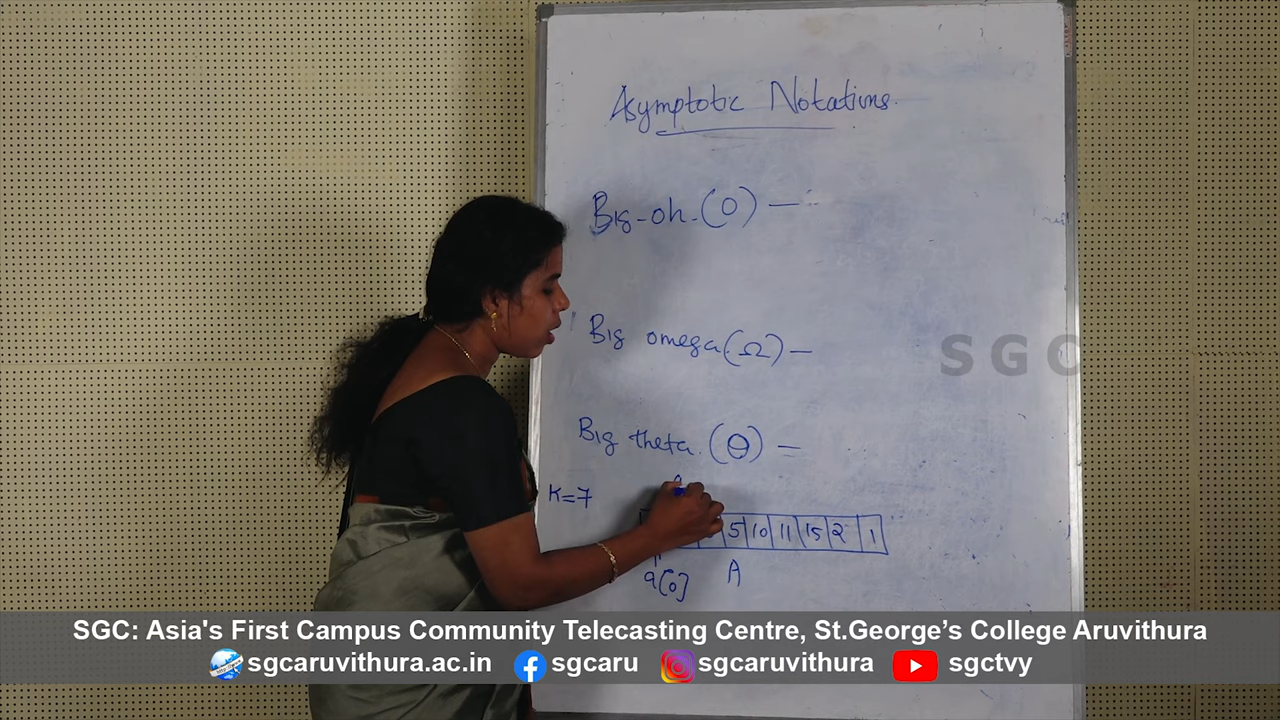 Asymptotic Notations.
Big-oh. (O) —
Big omega (Ω) —
Big theta. (Θ) =
K=7
5 10 11 15 2 1
a[0] A
SGC
SGC: Asia's First Campus Community Telecasting Centre, St.George's College Aruvithura
sgcaruvithura.ac.in sgcaru sgcaruvithura sgctvy